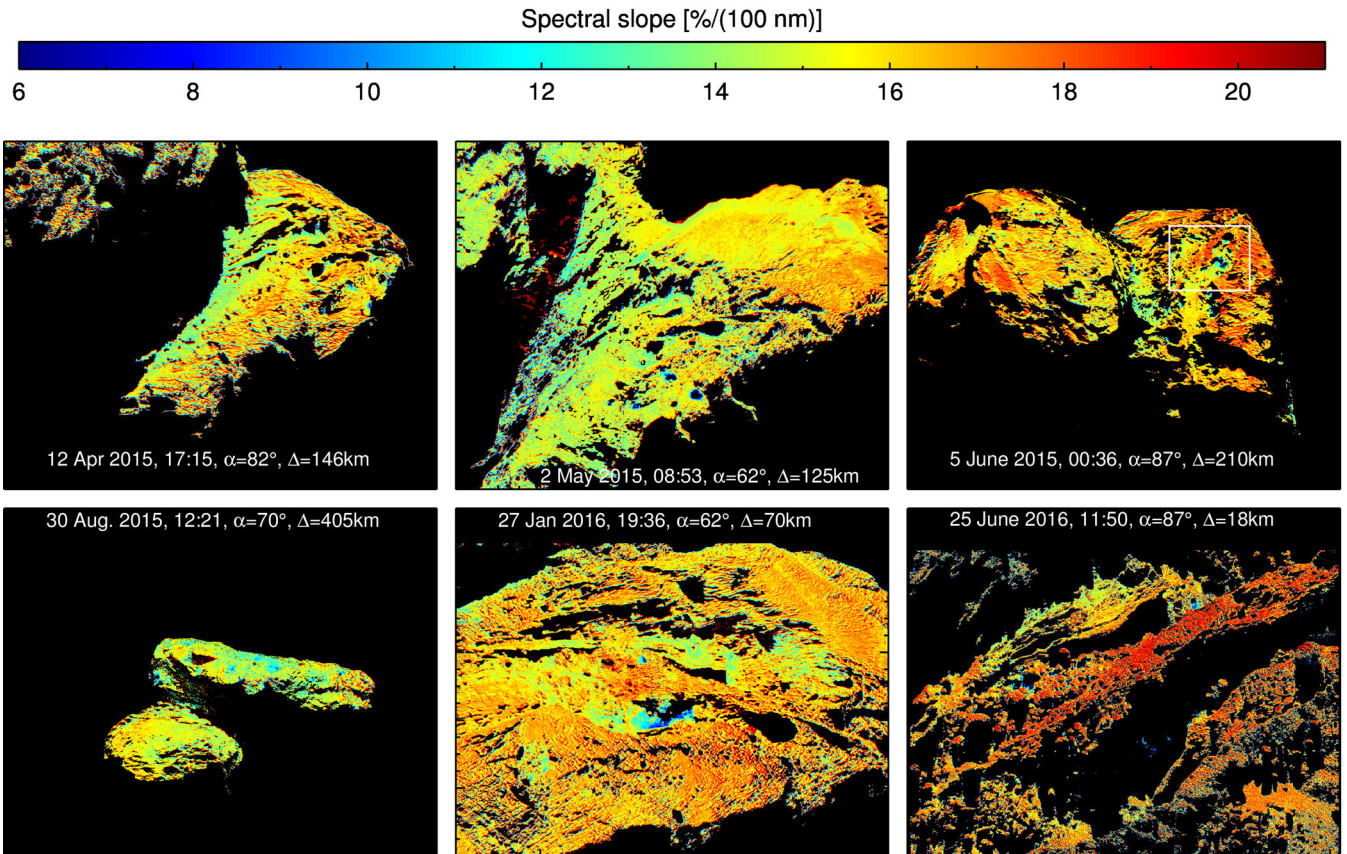 Spectral slope [%/(100 nm)]
6 8 10 12 14 16 18 20
12 Apr 2015, 17:15, α=82°, Δ=146km
2 May 2015, 08:53, α=62°, Δ=125km
5 June 2015, 00:36, α=87°, Δ=210km
30 Aug. 2015, 12:21, α=70°, Δ=405km
27 Jan 2016, 19:36, α=62°, Δ=70km
25 June 2016, 11:50, α=87°, Δ=18km